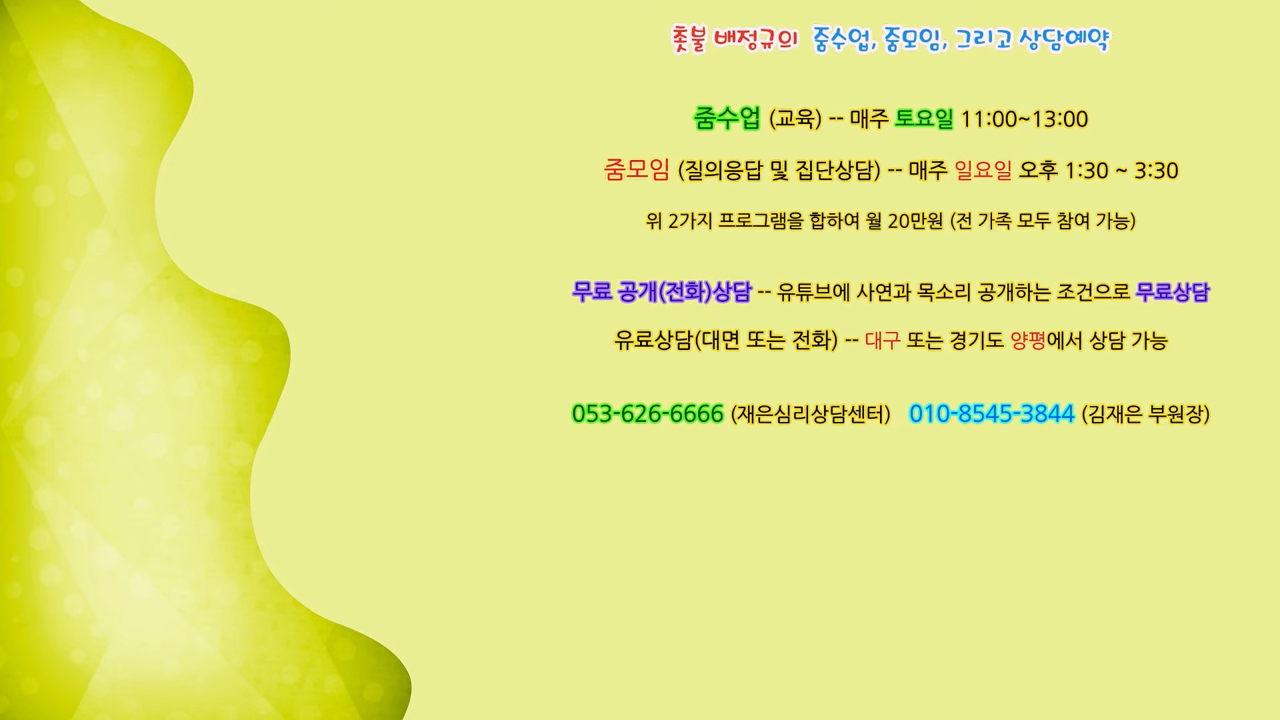 촛불 배정규의 줌수업, 줌모임, 그리고 상담예약
줌수업 (교육) -- 매주 토요일 11:00~13:00
줌모임 (질의응답 및 집단상담) -- 매주 일요일 오후 1:30 ~ 3:30
위 2가지 프로그램을 합하여 월 20만원 (전 가족 모두 참여 가능)
무료 공개(전화)상담 -- 유튜브에 사연과 목소리 공개하는 조건으로 무료상담
유료상담(대면 또는 전화) -- 대구 또는 경기도 양평에서 상담 가능
053-626-6666 (재은심리상담센터) 010-8545-3844 (김재은 부원장)